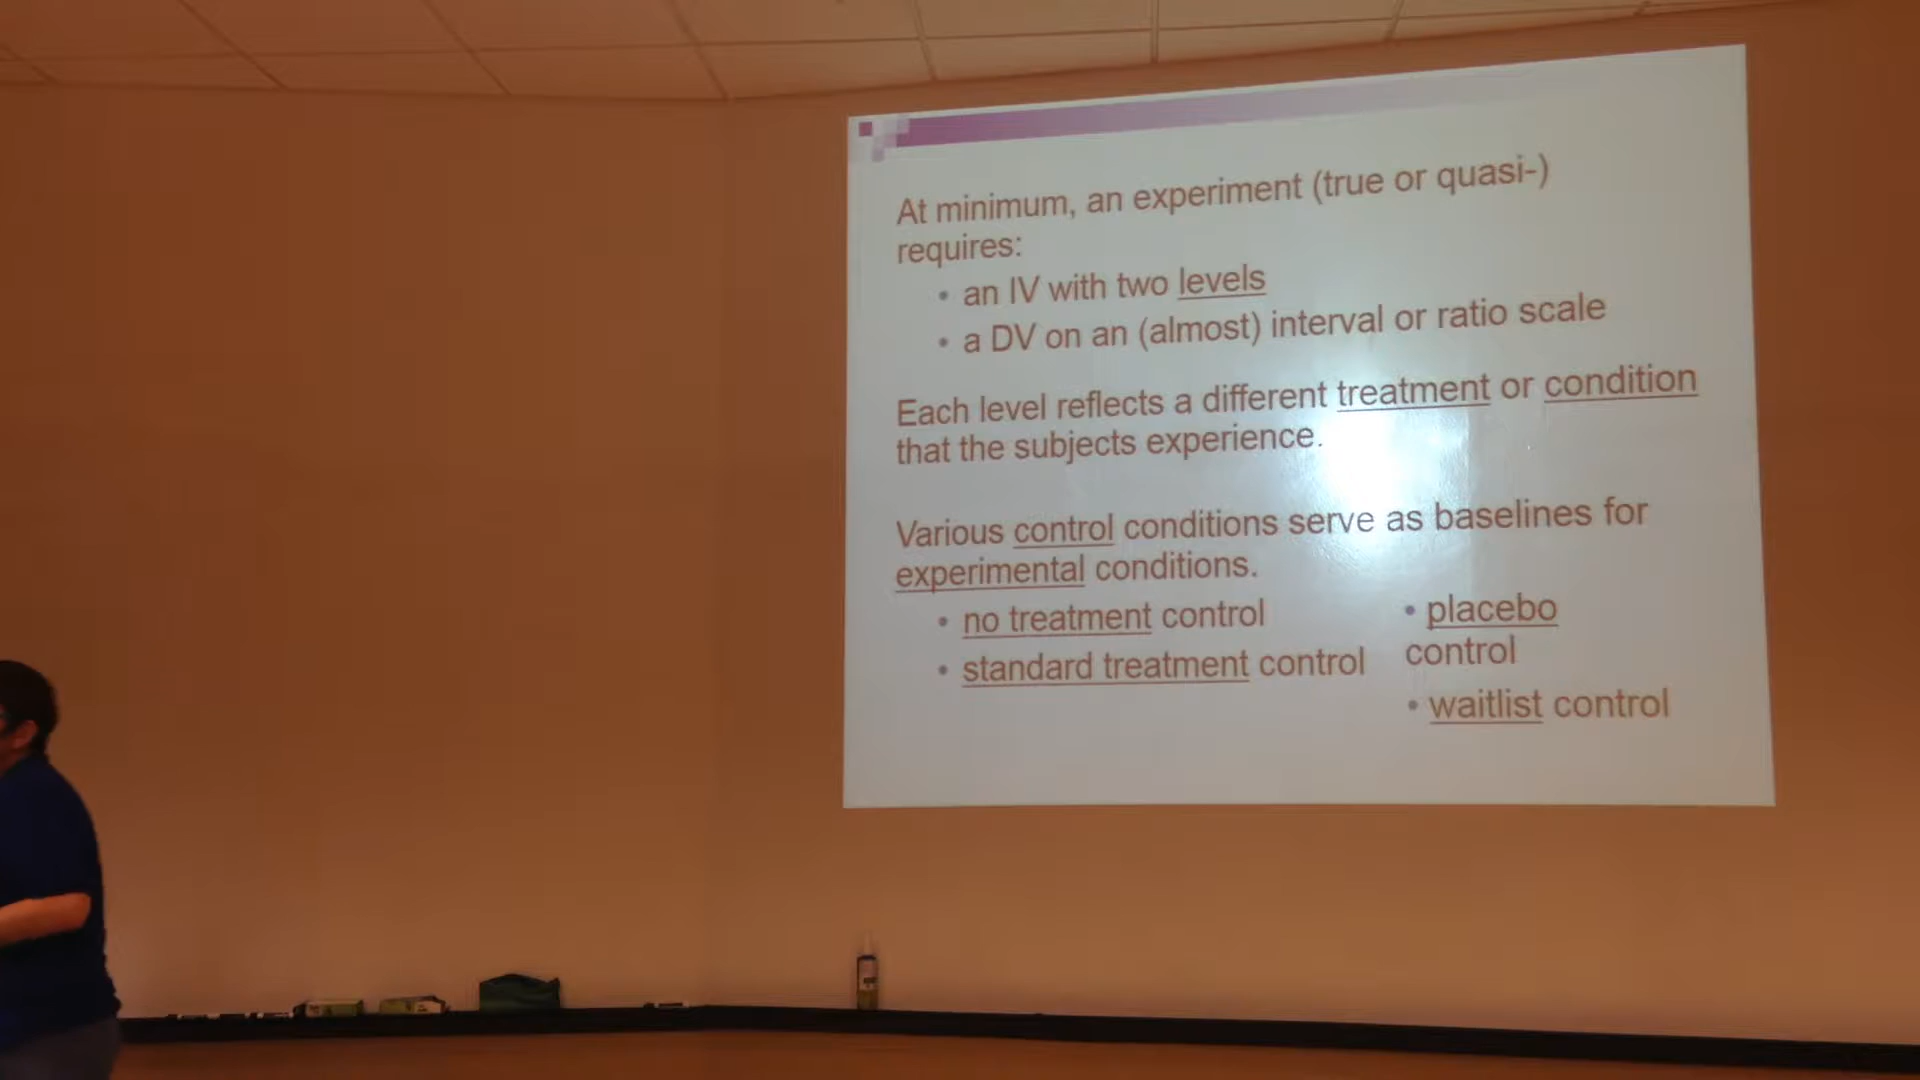 At minimum, an experiment (true or quasi-)
requires:
• an IV with two levels
• a DV on an (almost) interval or ratio scale
Each level reflects a different treatment or condition
that the subjects experience.
Various control conditions serve as baselines for
experimental conditions.
• no treatment control
• standard treatment control
• placebo
control
• waitlist control